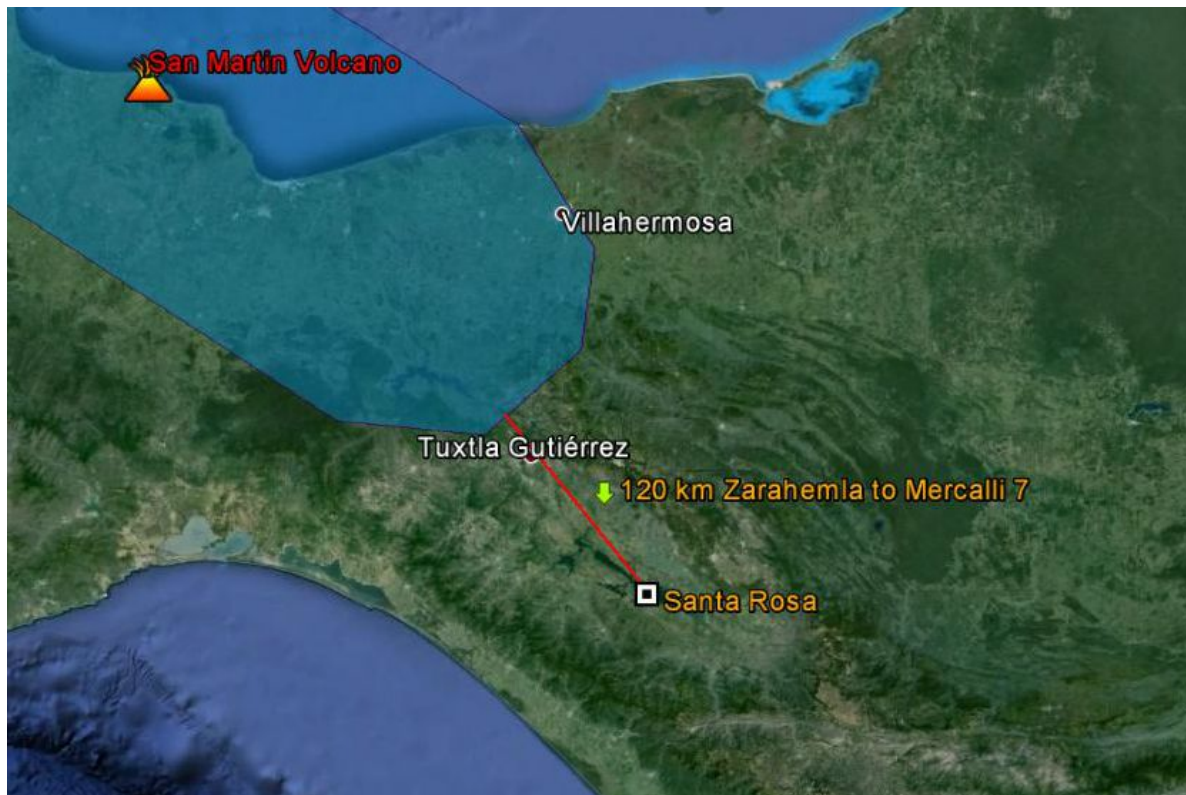 San Martin Volcano
Villahermosa
Tuxtla Gutiérrez
120 km Zarahemla to Mercalli 7
Santa Rosa